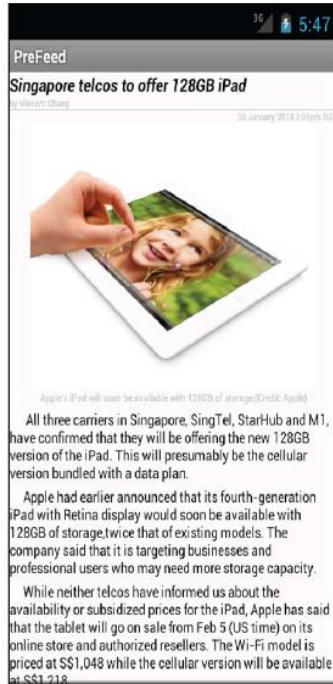 3G 5:47
PreFeed
Singapore telcos to offer 128GB iPad
by Vincent Chang
30 January 2013 2:03pm SG
Apple's iPad will soon be available with 128GB of storage.(Credit: Apple)
All three carriers in Singapore, SingTel, StarHub and M1,
have confirmed that they will be offering the new 128GB
version of the iPad. This will presumably be the cellular
version bundled with a data plan.
Apple had earlier announced that its fourth-generation
iPad with Retina display would soon be available with
128GB of storage,twice that of existing models. The
company said that it is targeting businesses and
professional users who may need more storage capacity.
While neither telcos have informed us about the
availability or subsidized prices for the iPad, Apple has said
that the tablet will go on sale from Feb 5 (US time) on its
online store and authorized resellers. The Wi-Fi model is
priced at S$1,048 while the cellular version will be available
at S$1,218